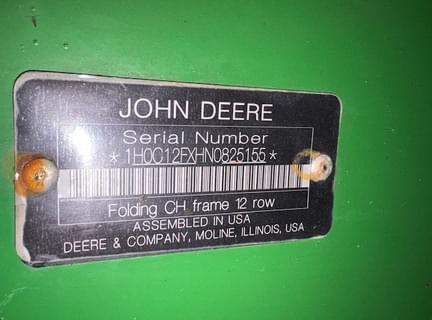 JOHN DEERE
Serial Number
*1H0C12FXHN0825155*
Folding CH frame 12 row
ASSEMBLED IN USA
DEERE & COMPANY, MOLINE, ILLINOIS, USA